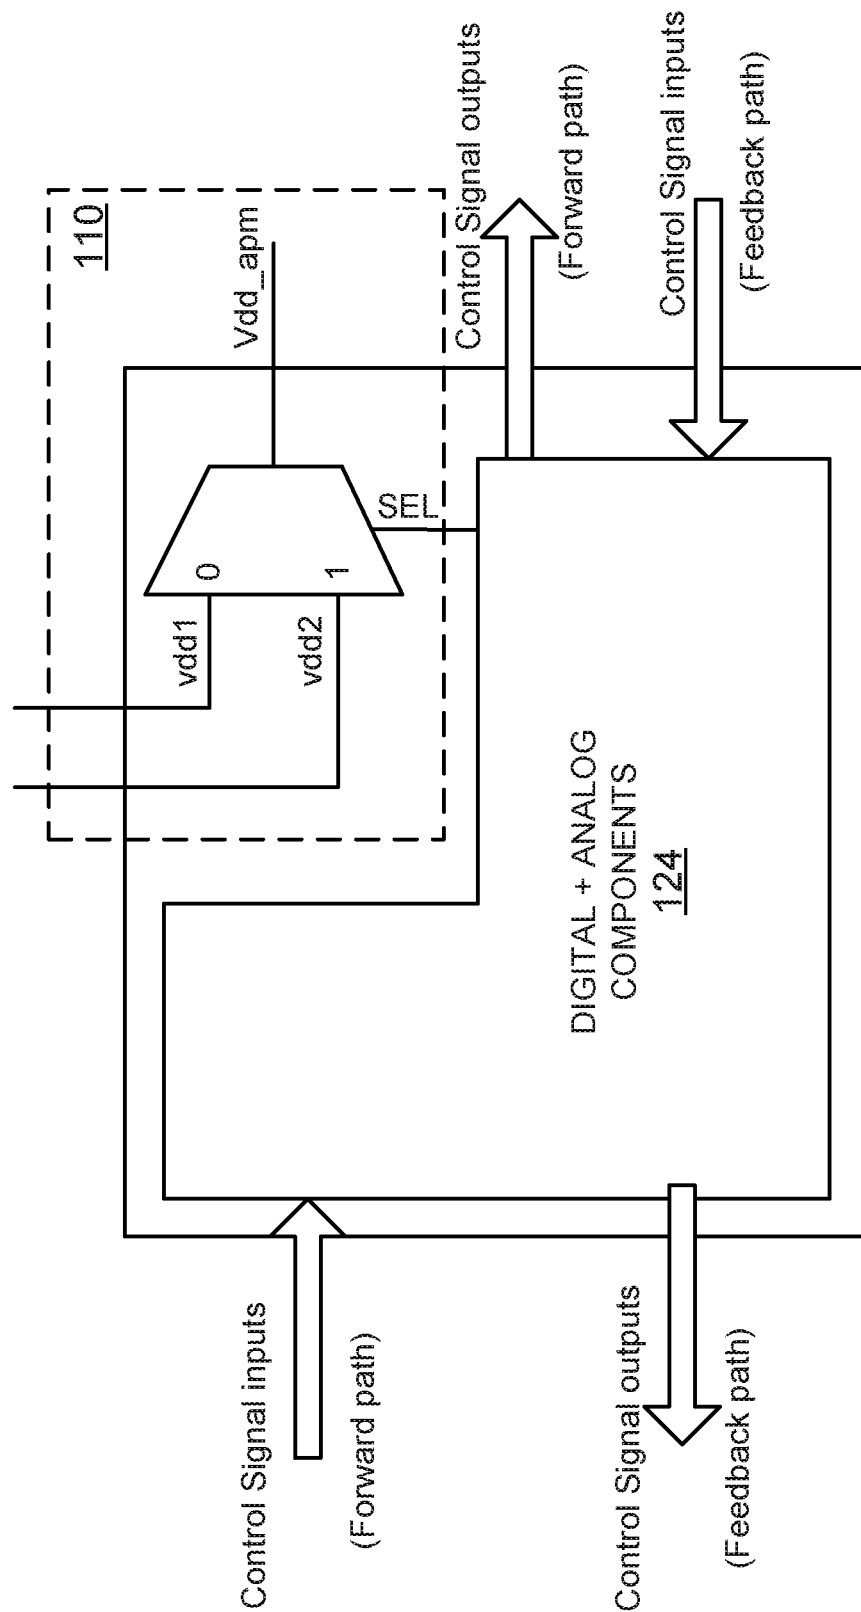 110
Vdd_apm
vdd1
vdd2
0
1
SEL
Control Signal inputs
(Forward path)
Control Signal outputs
(Forward path)
DIGITAL + ANALOG
COMPONENTS
124
Control Signal outputs
(Feedback path)
Control Signal inputs
(Feedback path)